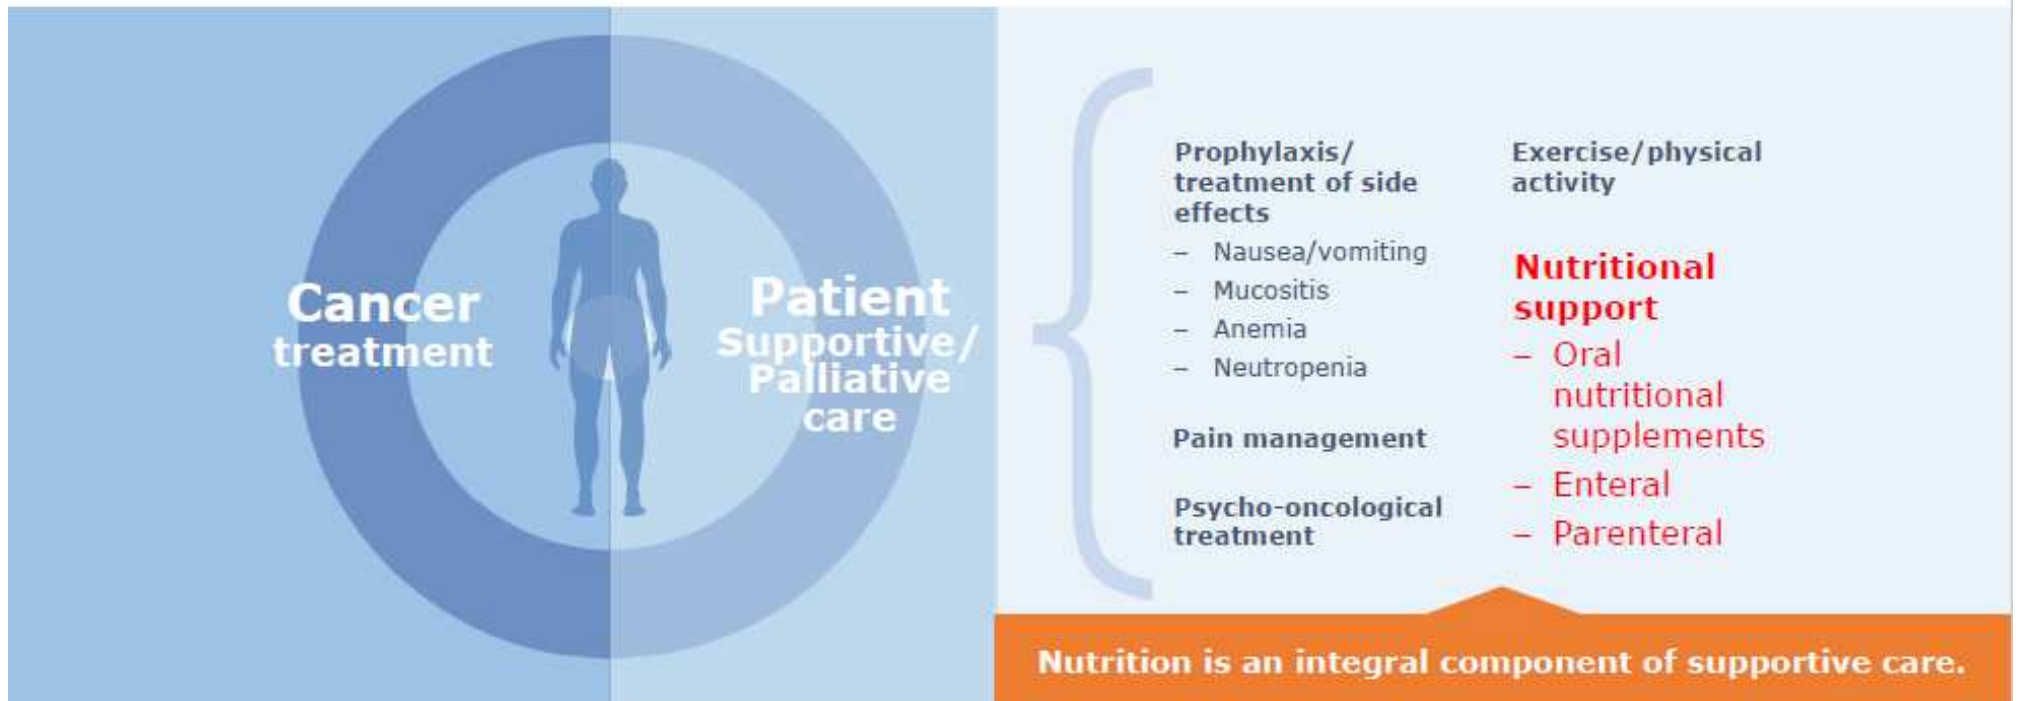 Cancer
treatment
Patient
Supportive/
Palliative
care
Prophylaxis/
treatment of side
effects
– Nausea/vomiting
– Mucositis
– Anemia
– Neutropenia
Pain management
Psycho-oncological
treatment
Exercise/physical
activity
Nutritional
support
– Oral
nutritional
supplements
– Enteral
– Parenteral
Nutrition is an integral component of supportive care.